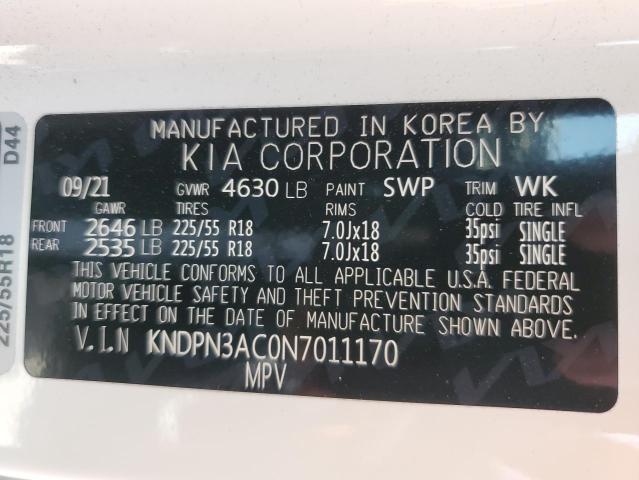 MANUFACTURED IN KOREA BY
KIA CORPORATION
09/21 GVWR 4630 LB PAINT SWP TRIM WK
GAWR TIRES RIMS COLD TIRE INFL
FRONT 2646 LB 225/55 R18 7.0Jx18 35psi SINGLE
REAR 2535 LB 225/55 R18 7.0Jx18 35psi SINGLE
THIS VEHICLE CONFORMS TO ALL APPLICABLE U.S.A. FEDERAL
MOTOR VEHICLE SAFETY AND THEFT PREVENTION STANDARDS
IN EFFECT ON THE DATE OF MANUFACTURE SHOWN ABOVE.
V.I.N KNDPN3AC0N7011170
MPV
225/55R18 D44